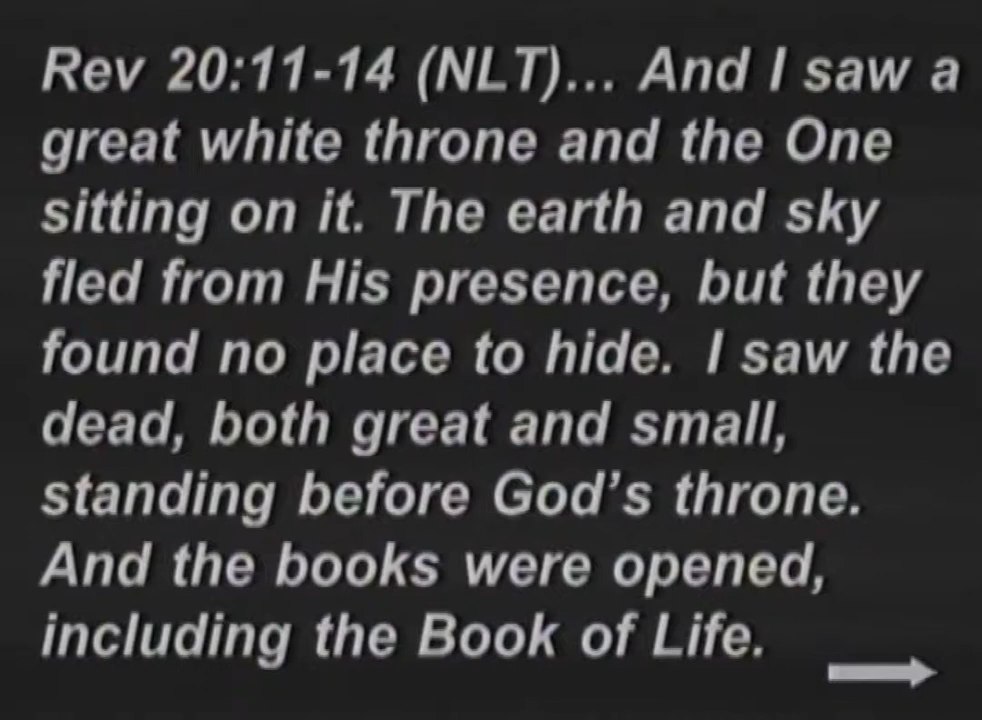 Rev 20:11-14 (NLT)... And I saw a
great white throne and the One
sitting on it. The earth and sky
fled from His presence, but they
found no place to hide. I saw the
dead, both great and small,
standing before God’s throne.
And the books were opened,
including the Book of Life.